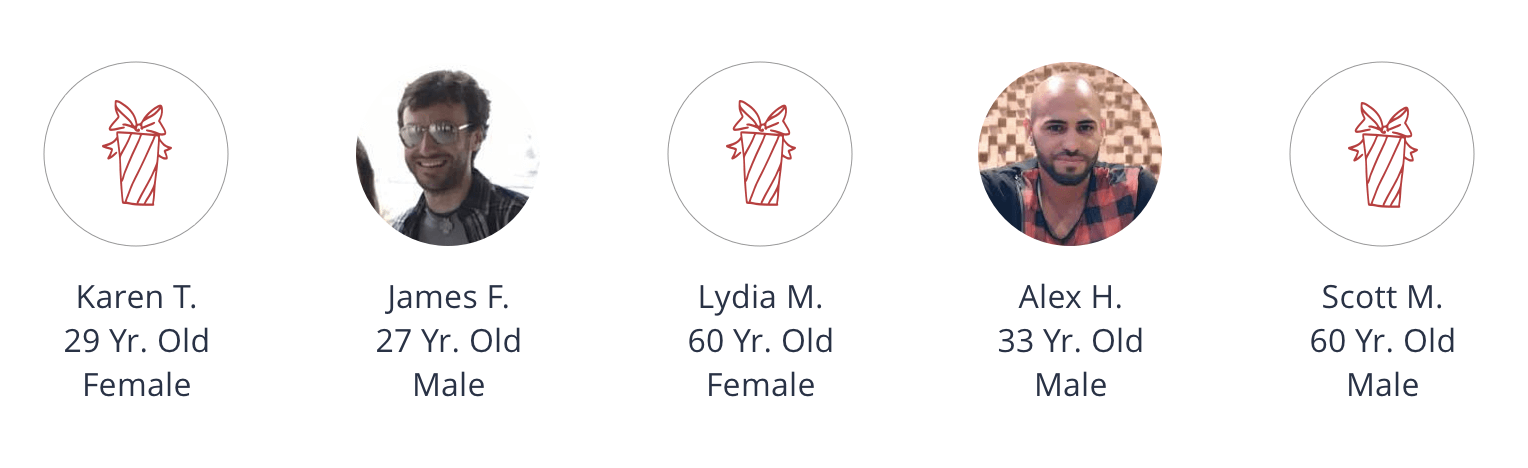 Karen T.
29 Yr. Old
Female
James F.
27 Yr. Old
Male
Lydia M.
60 Yr. Old
Female
Alex H.
33 Yr. Old
Male
Scott M.
60 Yr. Old
Male